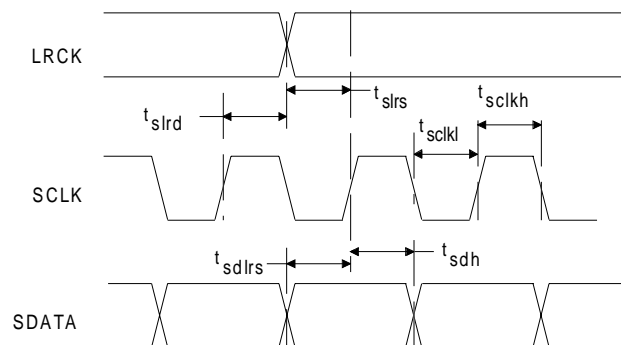 LRCK
t slrd
t slrs
t sclkl
t sclkh
SCLK
t sdlrs
t sdh
SDATA